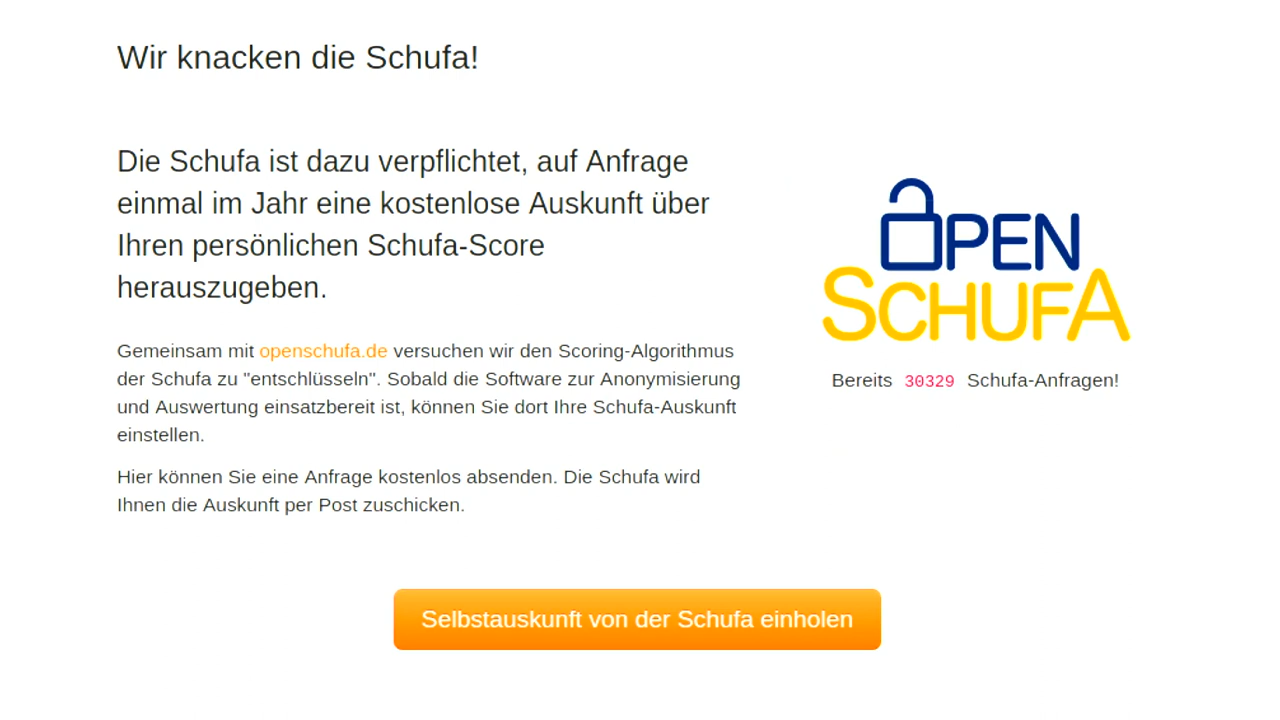 Wir knacken die Schufa!
Die Schufa ist dazu verpflichtet, auf Anfrage
einmal im Jahr eine kostenlose Auskunft über
Ihren persönlichen Schufa-Score
herauszugeben.
Gemeinsam mit openschufa.de versuchen wir den Scoring-Algorithmus
der Schufa zu "entschlüsseln". Sobald die Software zur Anonymisierung
und Auswertung einsatzbereit ist, können Sie dort Ihre Schufa-Auskunft
einstellen.
Hier können Sie eine Anfrage kostenlos absenden. Die Schufa wird
Ihnen die Auskunft per Post zuschicken.
OPEN
SCHUFA
Bereits 30329 Schufa-Anfragen!
Selbstauskunft von der Schufa einholen